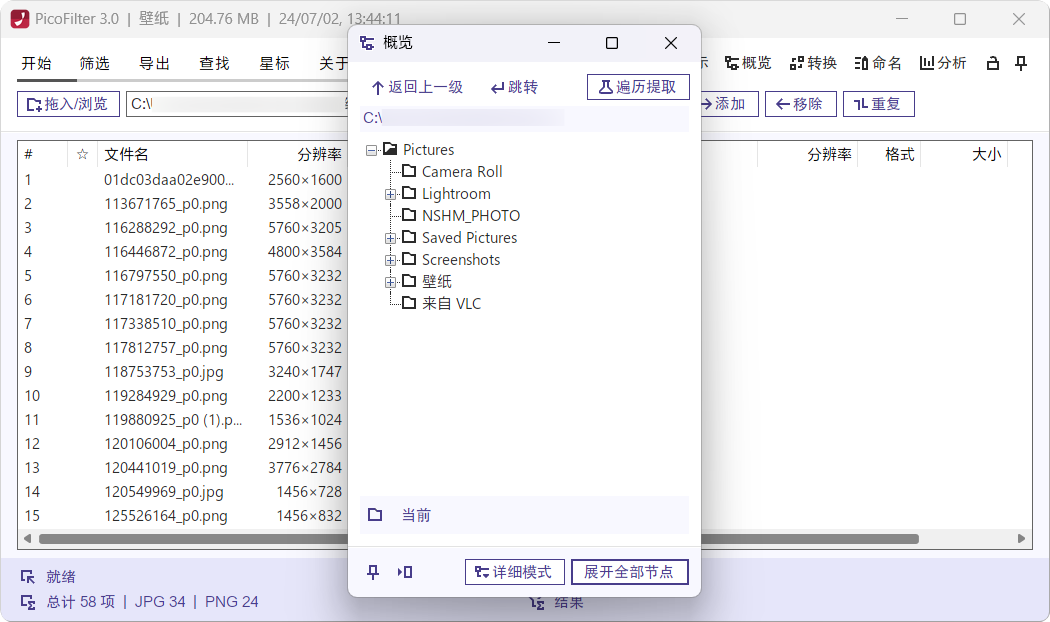 PicoFilter 3.0 | 壁纸 | 204.76 MB | 24/07/02, 13:44:11
开始 筛选 导出 查找 星标 关于
概览 转换 命名 分析
拖入/浏览 C:\
添加 移除 重复
# ☆ 文件名 分辨率
分辨率 格式 大小
1 01dc03daa02e900... 2560×1600
2 113671765_p0.png 3558×2000
3 116288292_p0.png 5760×3205
4 116446872_p0.png 4800×3584
5 116797550_p0.png 5760×3232
6 117181720_p0.png 5760×3232
7 117338510_p0.png 5760×3232
8 117812757_p0.png 5760×3232
9 118753753_p0.jpg 3240×1747
10 119284929_p0.png 2200×1233
11 119880925_p0 (1).p... 1536×1024
12 120106004_p0.png 2912×1456
13 120441019_p0.png 3776×2784
14 120549969_p0.jpg 1456×728
15 125526164_p0.png 1456×832
就绪
总计 58 项 | JPG 34 | PNG 24
结果
概览
返回上一级 跳转 遍历提取
C:\
Pictures
Camera Roll
Lightroom
NSHM_PHOTO
Saved Pictures
Screenshots
壁纸
来自 VLC
当前
详细模式 展开全部节点